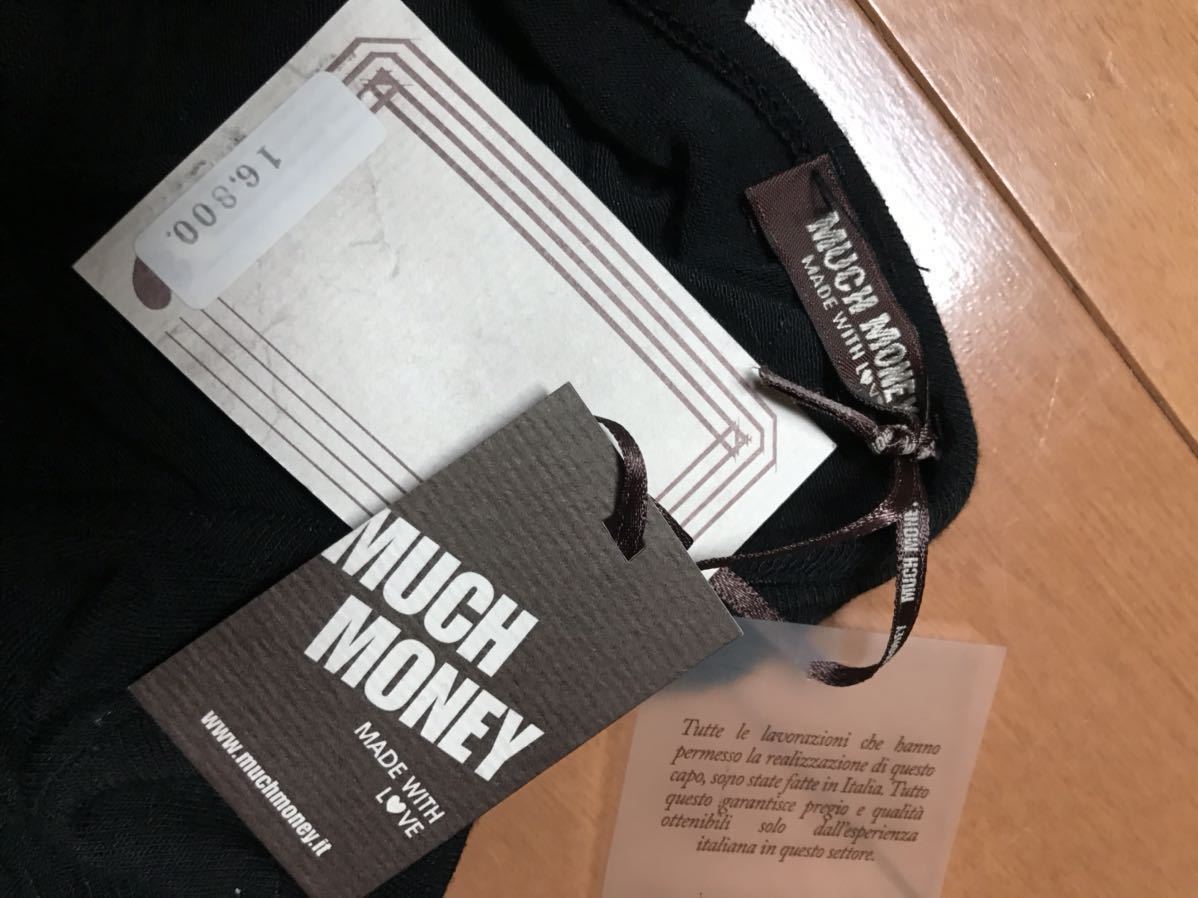 16,800.
MUCH MONEY
MADE WITH LOVE
MUCH
MONEY
MADE WITH
LOVE
www.muchmoney.it
MUCH MONE
Tutte le lavorazioni che hanno
permesso la realizzazione di questo
capo, sono state fatte in Italia. Tutto
questo garantisce pregio e qualità
ottenibili solo dall'esperienza
italiana in questo settore.